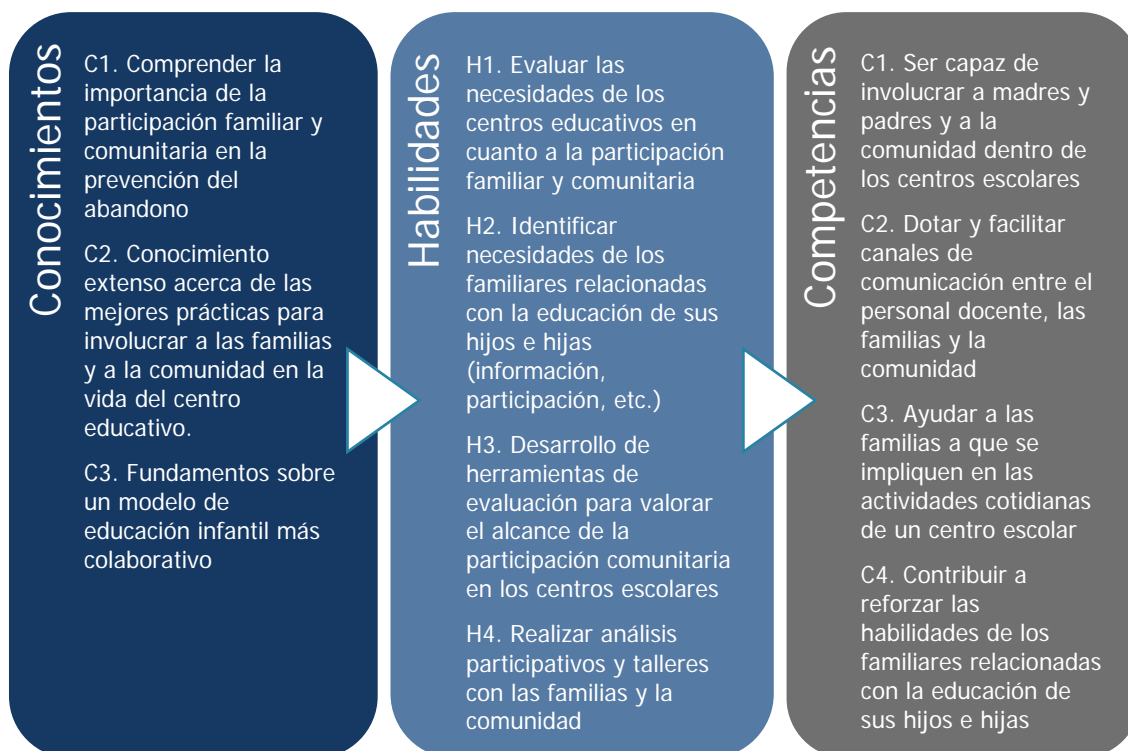 Conocimientos
C1. Comprender la
importancia de la
participación familiar y
comunitaria en la
prevención del
abandono
C2. Conocimiento
extenso acerca de las
mejores prácticas para
involucrar a las familias
y a la comunidad en la
vida del centro
educativo.
C3. Fundamentos sobre
un modelo de
educación infantil más
colaborativo
Habilidades
H1. Evaluar las
necesidades de los
centros educativos en
cuanto a la participación
familiar y comunitaria
H2. Identificar
necesidades de los
familiares relacionadas
con la educación de sus
hijos e hijas
(información,
participación, etc.)
H3. Desarrollo de
herramientas de
evaluación para valorar
el alcance de la
participación comunitaria
en los centros escolares
H4. Realizar análisis
participativos y talleres
con las familias y la
comunidad
Competencias
C1. Ser capaz de
involucrar a madres y
padres y a la
comunidad dentro de
los centros escolares
C2. Dotar y facilitar
canales de
comunicación entre el
personal docente, las
familias y la
comunidad
C3. Ayudar a las
familias a que se
impliquen en las
actividades cotidianas
de un centro escolar
C4. Contribuir a
reforzar las
habilidades de los
familiares relacionadas
con la educación de
sus hijos e hijas